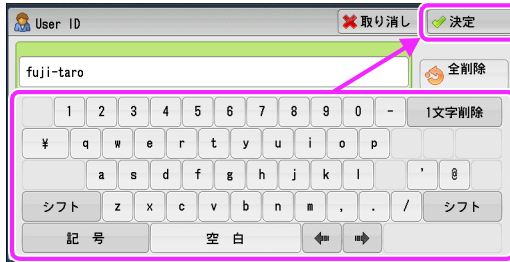 User ID 取り消し 決定
fuji-taro 全削除
1 2 3 4 5 6 7 8 9 0 - 1文字削除
¥ q w e r t y u i o p
a s d f g h j k l ' @
シフト z x c v b n m , . / シフト
記 号 空 白